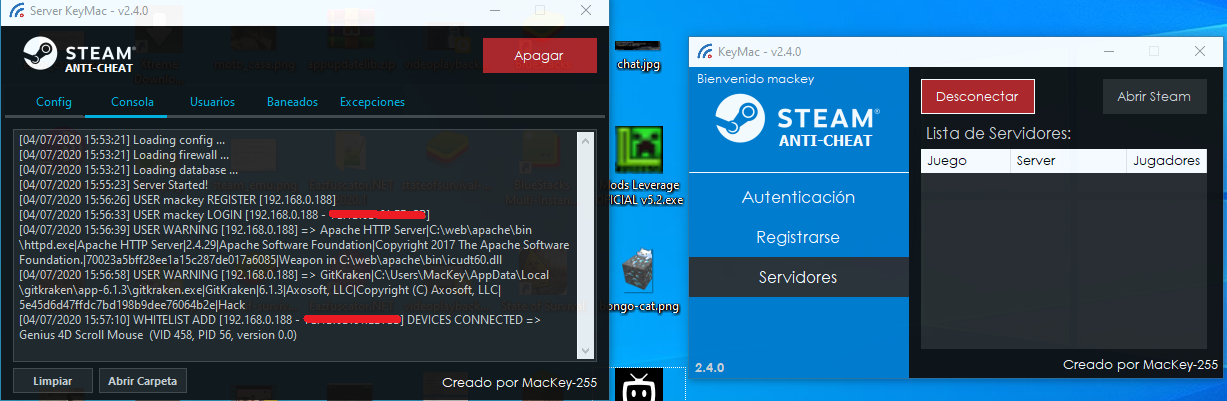 Server KeyMac - v2.4.0
STEAM®
ANTI-CHEAT
Apagar
Config
Consola
Usuarios
Baneados
Excepciones
[04/07/2020 15:53:21] Loading config ...
[04/07/2020 15:53:21] Loading firewall ...
[04/07/2020 15:53:21] Loading database ...
[04/07/2020 15:55:23] Server Started!
[04/07/2020 15:56:26] USER mackey REGISTER [192.168.0.188]
[04/07/2020 15:56:33] USER mackey LOGIN [192.168.0.188 - ]
[04/07/2020 15:56:39] USER WARNING [192.168.0.188] => Apache HTTP Server|C:\web\apache\bin
\httpd.exe|Apache HTTP Server|2.4.29|Apache Software Foundation|Copyright 2017 The Apache Software
Foundation.|70023a5bff28ee1a15c287de017a6085|Weapon in C:\web\apache\bin\icudt60.dll
[04/07/2020 15:56:58] USER WARNING [192.168.0.188] => GitKraken|C:\Users\MacKey\AppData\Local
\gitkraken\app-6.1.3\gitkraken.exe|GitKraken|6.1.3|Axosoft, LLC|Copyright (C) Axosoft, LLC|
5e45d6d47ffdc7bd198b9dee76064b2e|Hack
[04/07/2020 15:57:10] WHITELIST ADD [192.168.0.188 - ] DEVICES CONNECTED =>
Genius 4D Scroll Mouse (VID 458, PID 56, version 0.0)
Limpiar
Abrir Carpeta
Creado por MacKey-255
chat.jpg
ods Leverage
ICIAL v5.2.exe
ongo-cat.png
KeyMac - v2.4.0
Bienvenido mackey
STEAM®
ANTI-CHEAT
Autenticación
Registrarse
Servidores
2.4.0
Desconectar
Abrir Steam
Lista de Servidores:
Juego Server Jugadores
Creado por MacKey-255